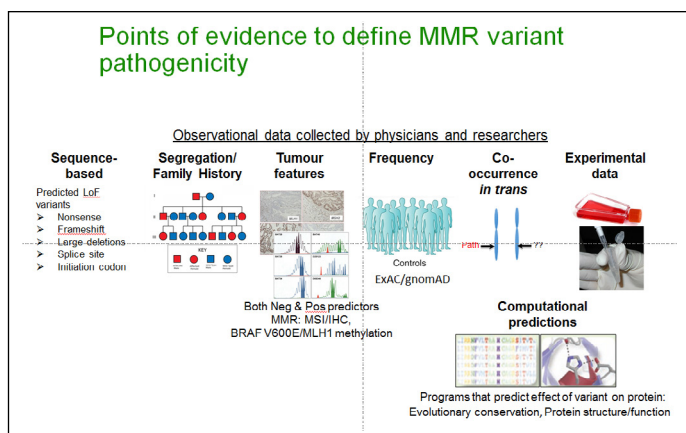 Points of evidence to define MMR variant
pathogenicity
Observational data collected by physicians and researchers
Sequence-
based
Predicted LoF
variants
Nonsense
Frameshift
Large deletions
Splice site
Initiation codon
Segregation/
Family History
I
II
III
KEY
Tumour
features
Both Neg & Pos predictors
MMR: MSI/IHC,
BRAF V600E/MLH1 methylation
Frequency
Controls
ExAC/gnomAD
Co-
occurrence
in trans
Path
??
Experimental
data
Computational
predictions
Programs that predict effect of variant on protein:
Evolutionary conservation, Protein structure/function